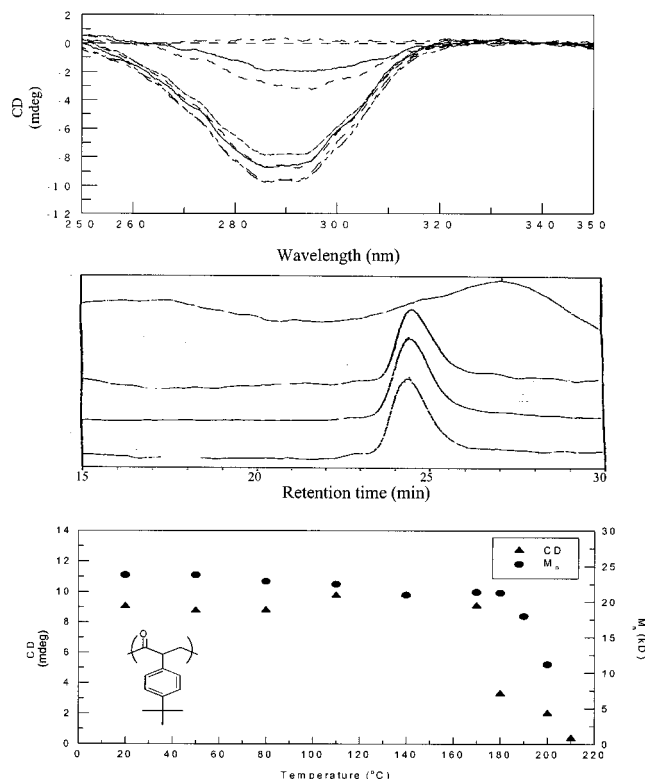 2
0
-2
-4
-6
-8
-10
-12
CD
(mdeg)
250 260 280 300 320 340 350
Wavelength (nm)
15 20 25 30
Retention time (min)
14
12
10
8
6
4
2
0
CD
(mdeg)
CD
Mn
30
25
20
15
10
5
0
Mn (kD)
O
0 20 40 60 80 100 120 140 160 180 200 220
Temperature (°C)